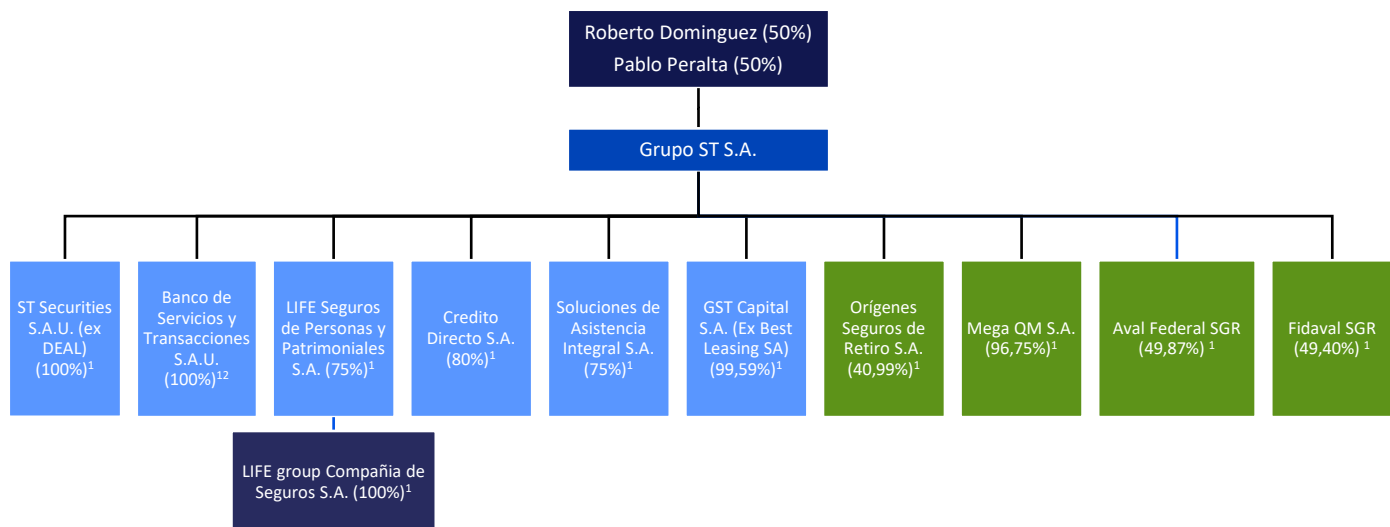 Roberto Dominguez (50%)
Pablo Peralta (50%)
Grupo ST S.A.
ST Securities
S.A.U. (ex
DEAL)
(100%)1
Banco de
Servicios y
Transacciones
S.A.U.
(100%)12
LIFE Seguros
de Personas y
Patrimoniales
S.A. (75%)1
Credito
Directo S.A.
(80%)1
Soluciones de
Asistencia
Integral S.A.
(75%)1
GST Capital
S.A. (Ex Best
Leasing SA)
(99,59%)1
Orígenes
Seguros de
Retiro S.A.
(40,99%)1
Mega QM S.A.
(96,75%)1
Aval Federal SGR
(49,87%) 1
Fidaval SGR
(49,40%) 1
LIFE group Compañia de
Seguros S.A. (100%)1